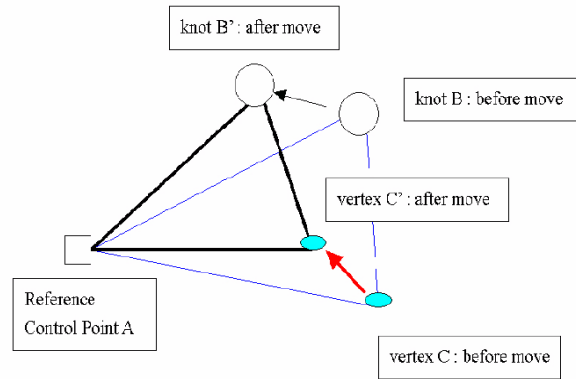 knot B’ : after move
knot B : before move
vertex C’ : after move
Reference
Control Point A
vertex C : before move